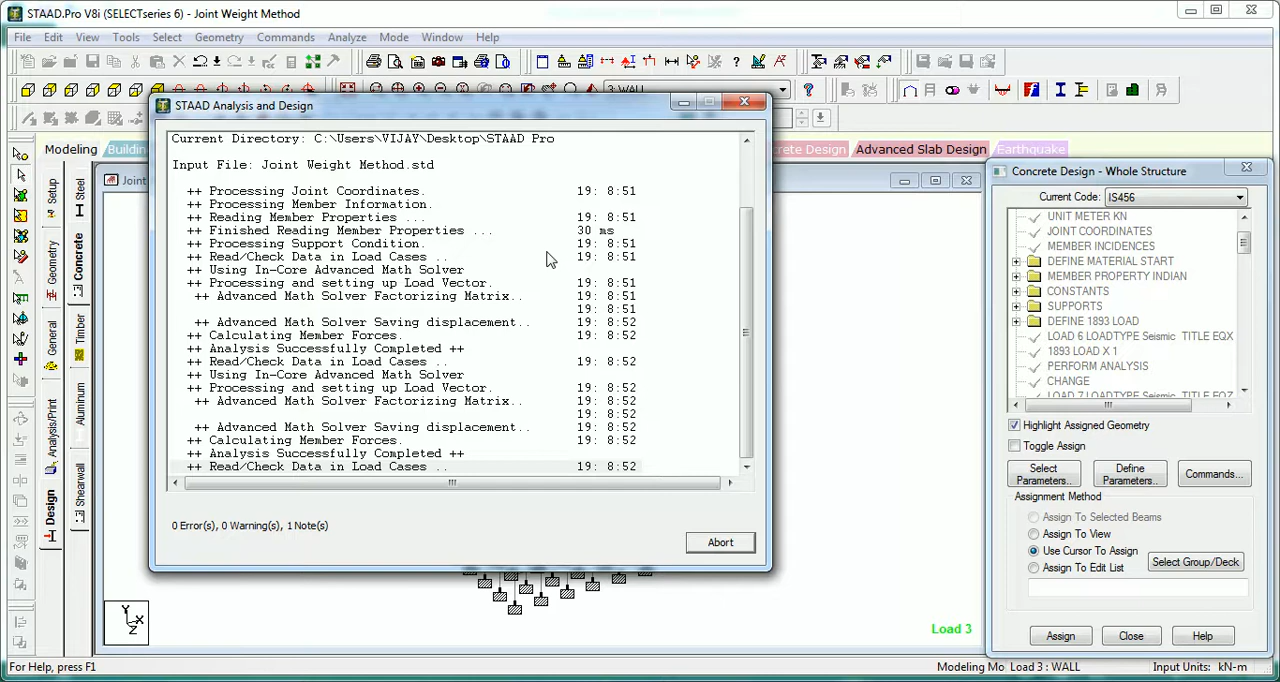 STAAD.Pro V8i (SELECTseries 6) - Joint Weight Method
File Edit View Tools Select Geometry Commands Analyze Mode Window Help
3: WALL
Modeling Building
crete Design Advanced Slab Design Earthquake
STAAD Analysis and Design
Current Directory: C:\Users\VIJAY\Desktop\STAAD Pro
Input File: Joint Weight Method.std
++ Processing Joint Coordinates. 19: 8:51
++ Processing Member Information.
++ Reading Member Properties ... 19: 8:51
++ Finished Reading Member Properties ... 30 ms
++ Processing Support Condition. 19: 8:51
++ Read/Check Data in Load Cases .. 19: 8:51
++ Using In-Core Advanced Math Solver
++ Processing and setting up Load Vector. 19: 8:51
++ Advanced Math Solver Factorizing Matrix.. 19: 8:51
19: 8:51
++ Advanced Math Solver Saving displacement.. 19: 8:52
++ Calculating Member Forces. 19: 8:52
++ Analysis Successfully Completed ++
++ Read/Check Data in Load Cases .. 19: 8:52
++ Using In-Core Advanced Math Solver
++ Processing and setting up Load Vector. 19: 8:52
++ Advanced Math Solver Factorizing Matrix.. 19: 8:52
19: 8:52
++ Advanced Math Solver Saving displacement.. 19: 8:52
++ Calculating Member Forces. 19: 8:52
++ Analysis Successfully Completed ++
++ Read/Check Data in Load Cases .. 19: 8:52
0 Error(s), 0 Warning(s), 1 Note(s)
Abort
Setup
Geometry
General
Analysis/Print
Design
Steel
Concrete
Timber
Aluminum
Shearwall
Joint
Y
X
Z
Load 3
Concrete Design - Whole Structure
Current Code: IS456
UNIT METER KN
JOINT COORDINATES
MEMBER INCIDENCES
DEFINE MATERIAL START
MEMBER PROPERTY INDIAN
CONSTANTS
SUPPORTS
DEFINE 1893 LOAD
LOAD 6 LOADTYPE Seismic TITLE EQX
1893 LOAD X 1
PERFORM ANALYSIS
CHANGE
LOAD 7 LOADTYPE Seismic TITLE EQZ
Highlight Assigned Geometry
Toggle Assign
Select Parameters..
Define Parameters..
Commands...
Assignment Method
Assign To Selected Beams
Assign To View
Use Cursor To Assign
Select Group/Deck
Assign To Edit List
Assign Close Help
For Help, press F1
Modeling Mo Load 3 : WALL Input Units: kN-m